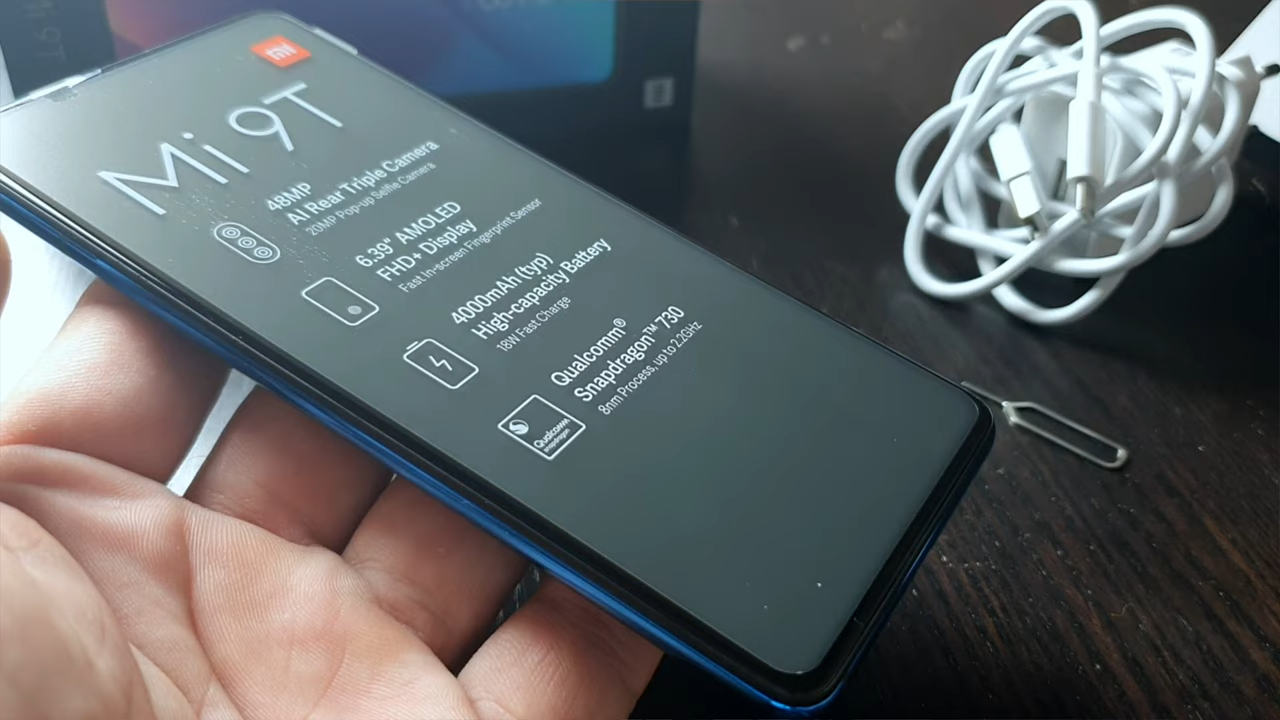 Mi 9T
48MP
AI Rear Triple Camera
20MP Pop-up Selfie Camera
6.39" AMOLED
FHD+ Display
Fast In-screen Fingerprint Sensor
4000mAh (typ)
High-capacity Battery
18W Fast Charge
Qualcomm®
Snapdragon™ 730
8nm Process, up to 2.2GHz
Qualcomm
snapdragon